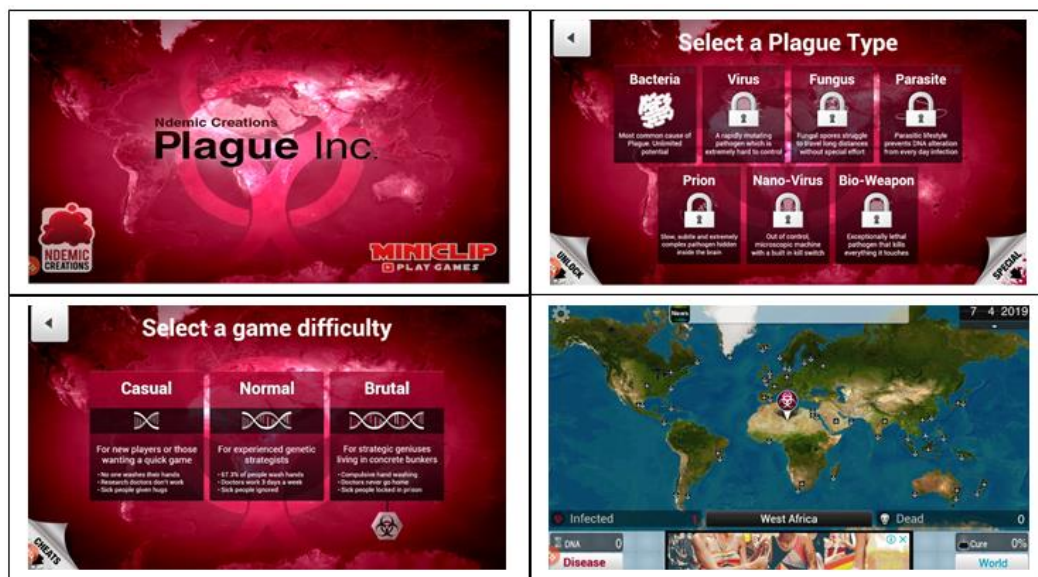 Ndemic Creations
Plague Inc.
NDEMIC
CREATIONS
MINICLIP
PLAY GAMES
Select a Plague Type
Bacteria
Most common cause of
Plague. Unlimited
potential
Virus
A rapidly mutating
pathogen which is
extremely hard to control
Fungus
Fungal spores struggle
to travel long distances
without special effort
Parasite
Parasitic lifestyle
prevents DNA alteration
from every day infection
Prion
Slow, subtle and extremely
complex pathogen hidden
inside the brain
Nano-Virus
Out of control,
microscopic machine
with a built in kill switch
Bio-Weapon
Exceptionally lethal
pathogen that kills
everything it touches
UNLOCK
SPECIAL
Select a game difficulty
Casual
For new players or those
wanting a quick game
• No one washes their hands
• Research doctors don't work
• Sick people given hugs
Normal
For experienced genetic
strategists
• 67.3% of people wash hands
• Doctors work 3 days a week
• Sick people ignored
Brutal
For strategic geniuses
living in concrete bunkers
• Compulsive hand washing
• Doctors never go home
• Sick people locked in prison
CHEATS
News
7 4 2019
Infected 1
West Africa
Dead 0
DNA 0
Disease
Cure 0%
World